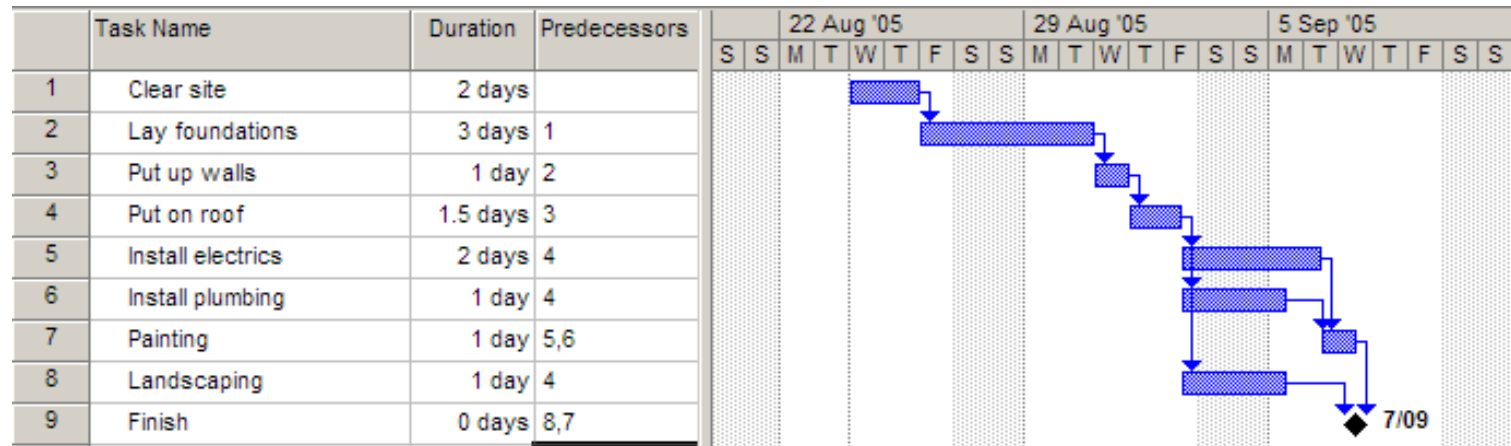 Task Name Duration Predecessors 22 Aug '05 29 Aug '05 5 Sep '05
S S M T W T F S S M T W T F S S M T W T F S S
1 Clear site 2 days
2 Lay foundations 3 days 1
3 Put up walls 1 day 2
4 Put on roof 1.5 days 3
5 Install electrics 2 days 4
6 Install plumbing 1 day 4
7 Painting 1 day 5,6
8 Landscaping 1 day 4
9 Finish 0 days 8,7 7/09